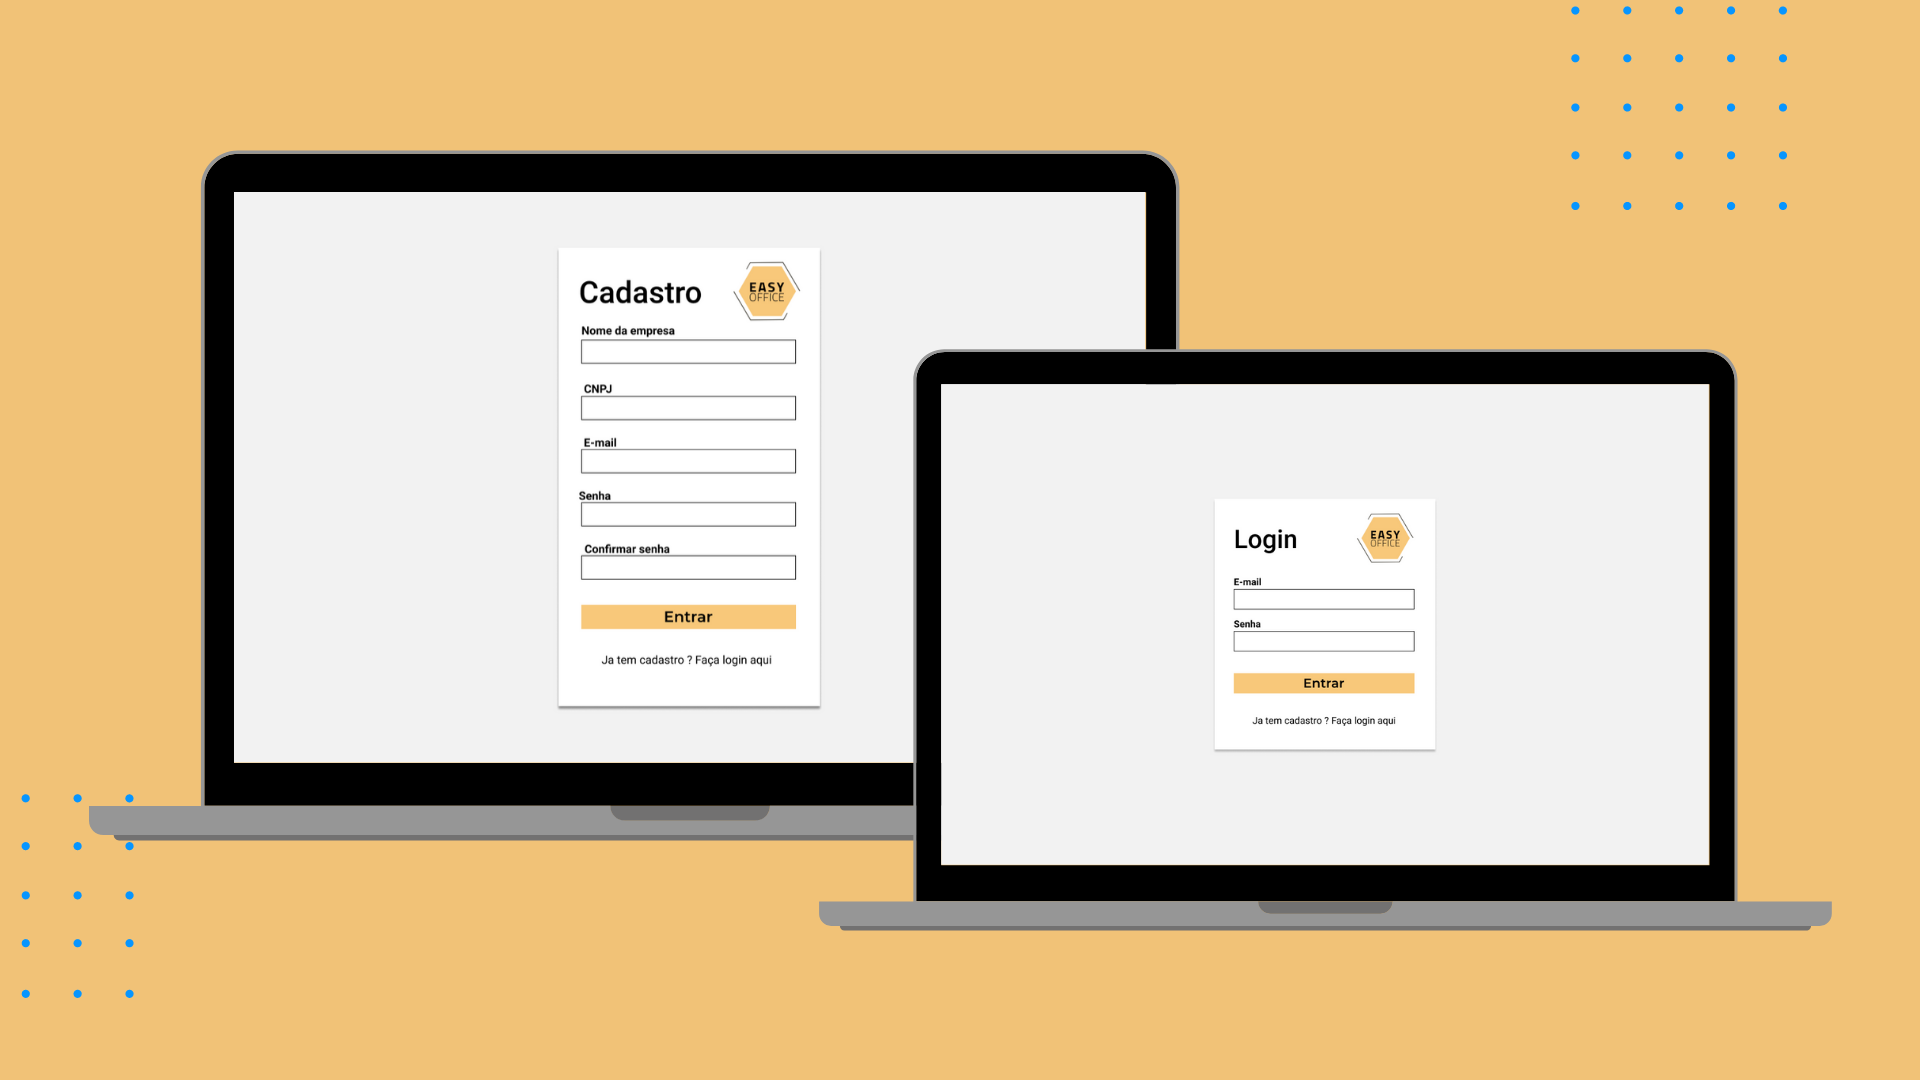 Cadastro
EASY
OFFICE
Nome da empresa
CNPJ
E-mail
Senha
Confirmar senha
Entrar
Ja tem cadastro ? Faça login aqui
Login
EASY
OFFICE
E-mail
Senha
Entrar
Ja tem cadastro ? Faça login aqui